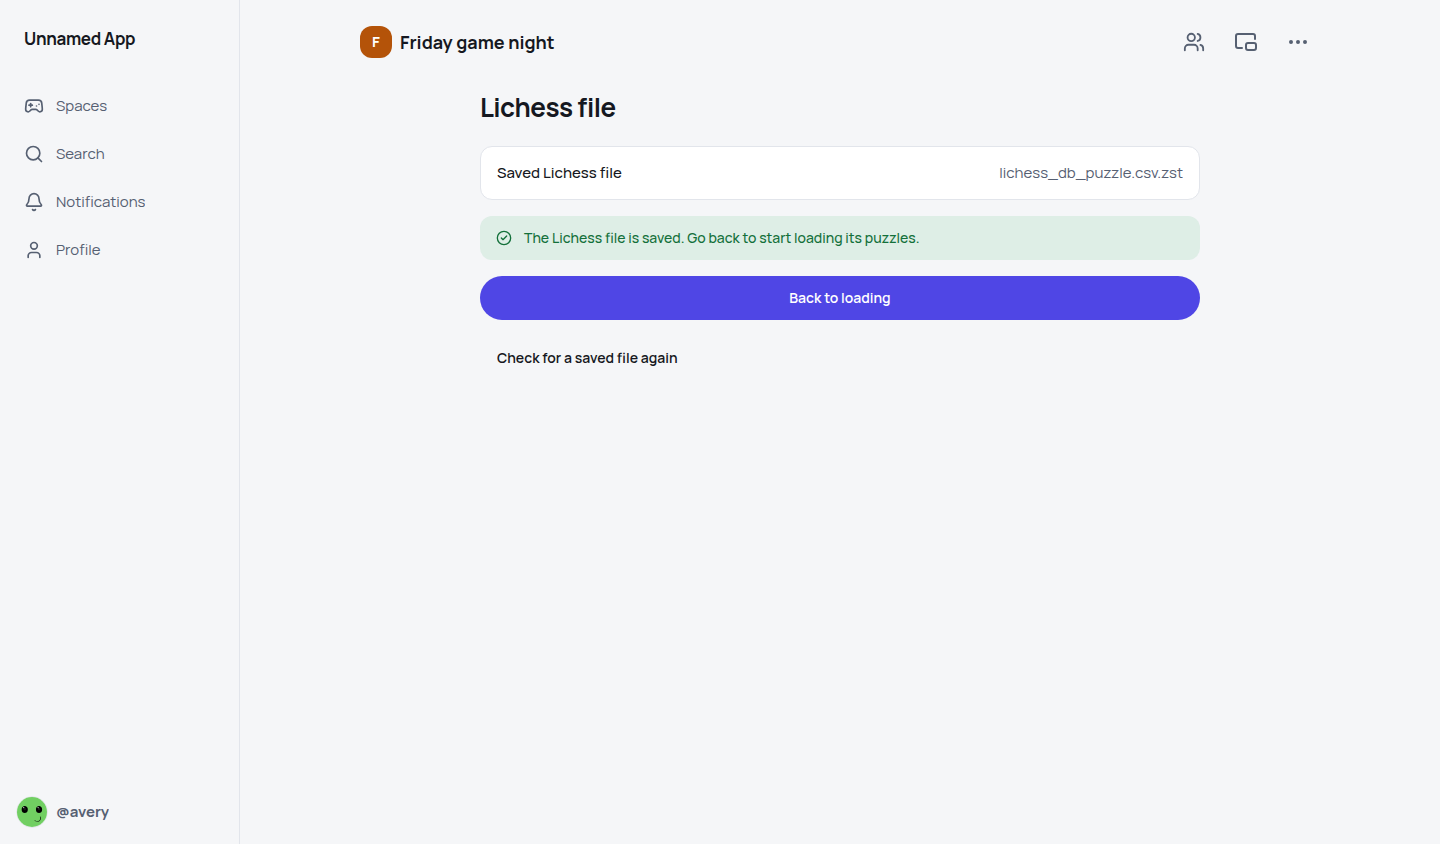 Unnamed App
Spaces
Search
Notifications
Profile
@avery
F
Friday game night
Lichess file
Saved Lichess file
lichess_db_puzzle.csv.zst
The Lichess file is saved. Go back to start loading its puzzles.
Back to loading
Check for a saved file again